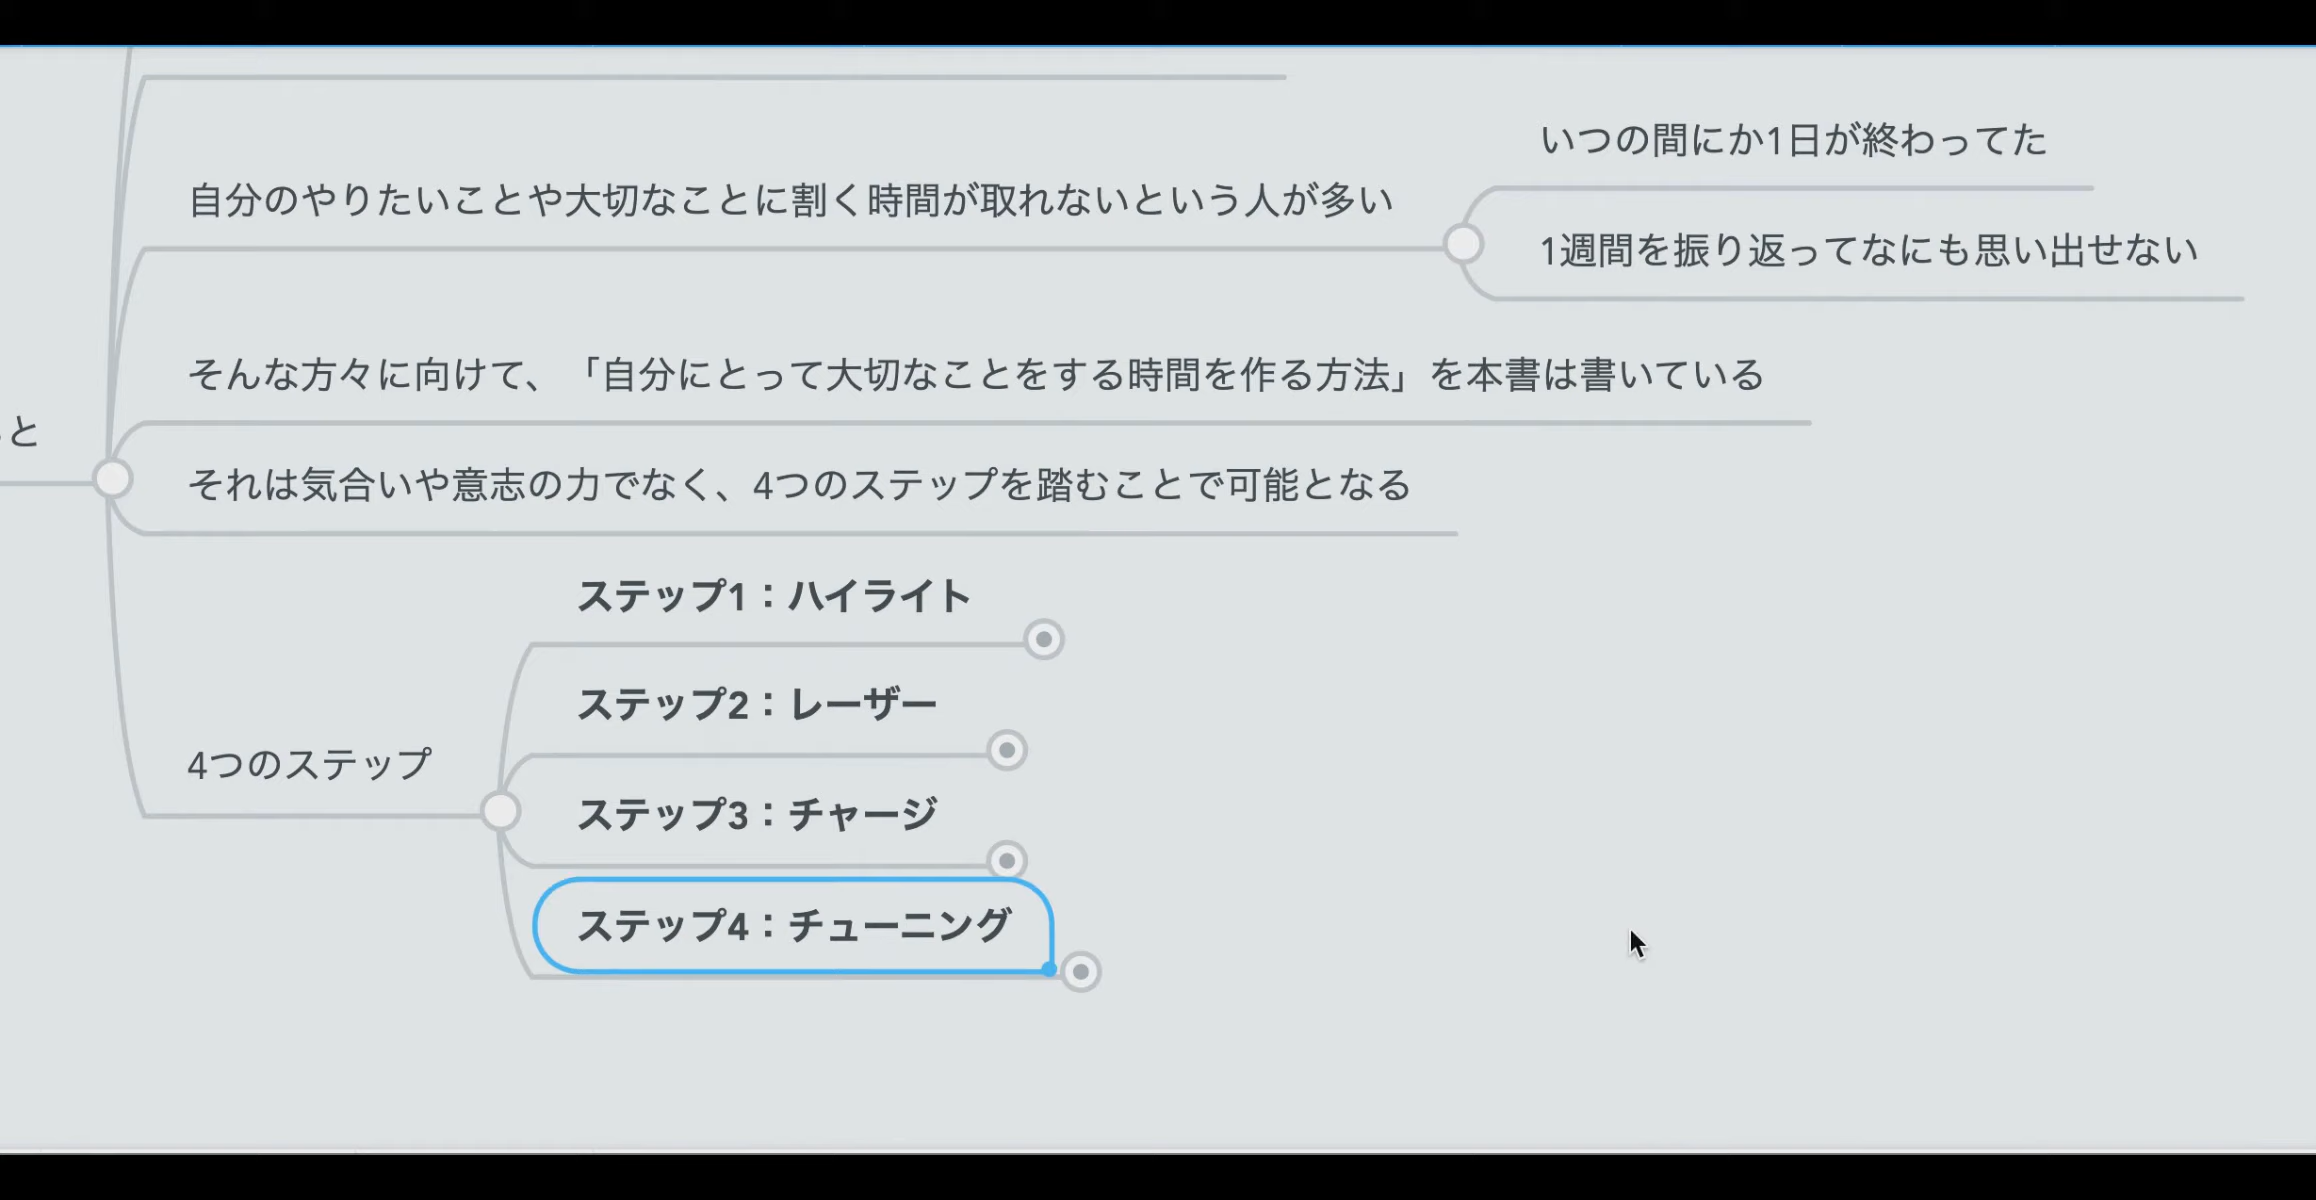 いつの間にか1日が終わってた
自分のやりたいことや大切なことに割く時間が取れないという人が多い
1週間を振り返ってなにも思い出せない
そんな方々に向けて、「自分にとって大切なことをする時間を作る方法」を本書は書いている
と
それは気合いや意志の力でなく、4つのステップを踏むことで可能となる
ステップ1：ハイライト
ステップ2：レーザー
4つのステップ
ステップ3：チャージ
ステップ4：チューニング